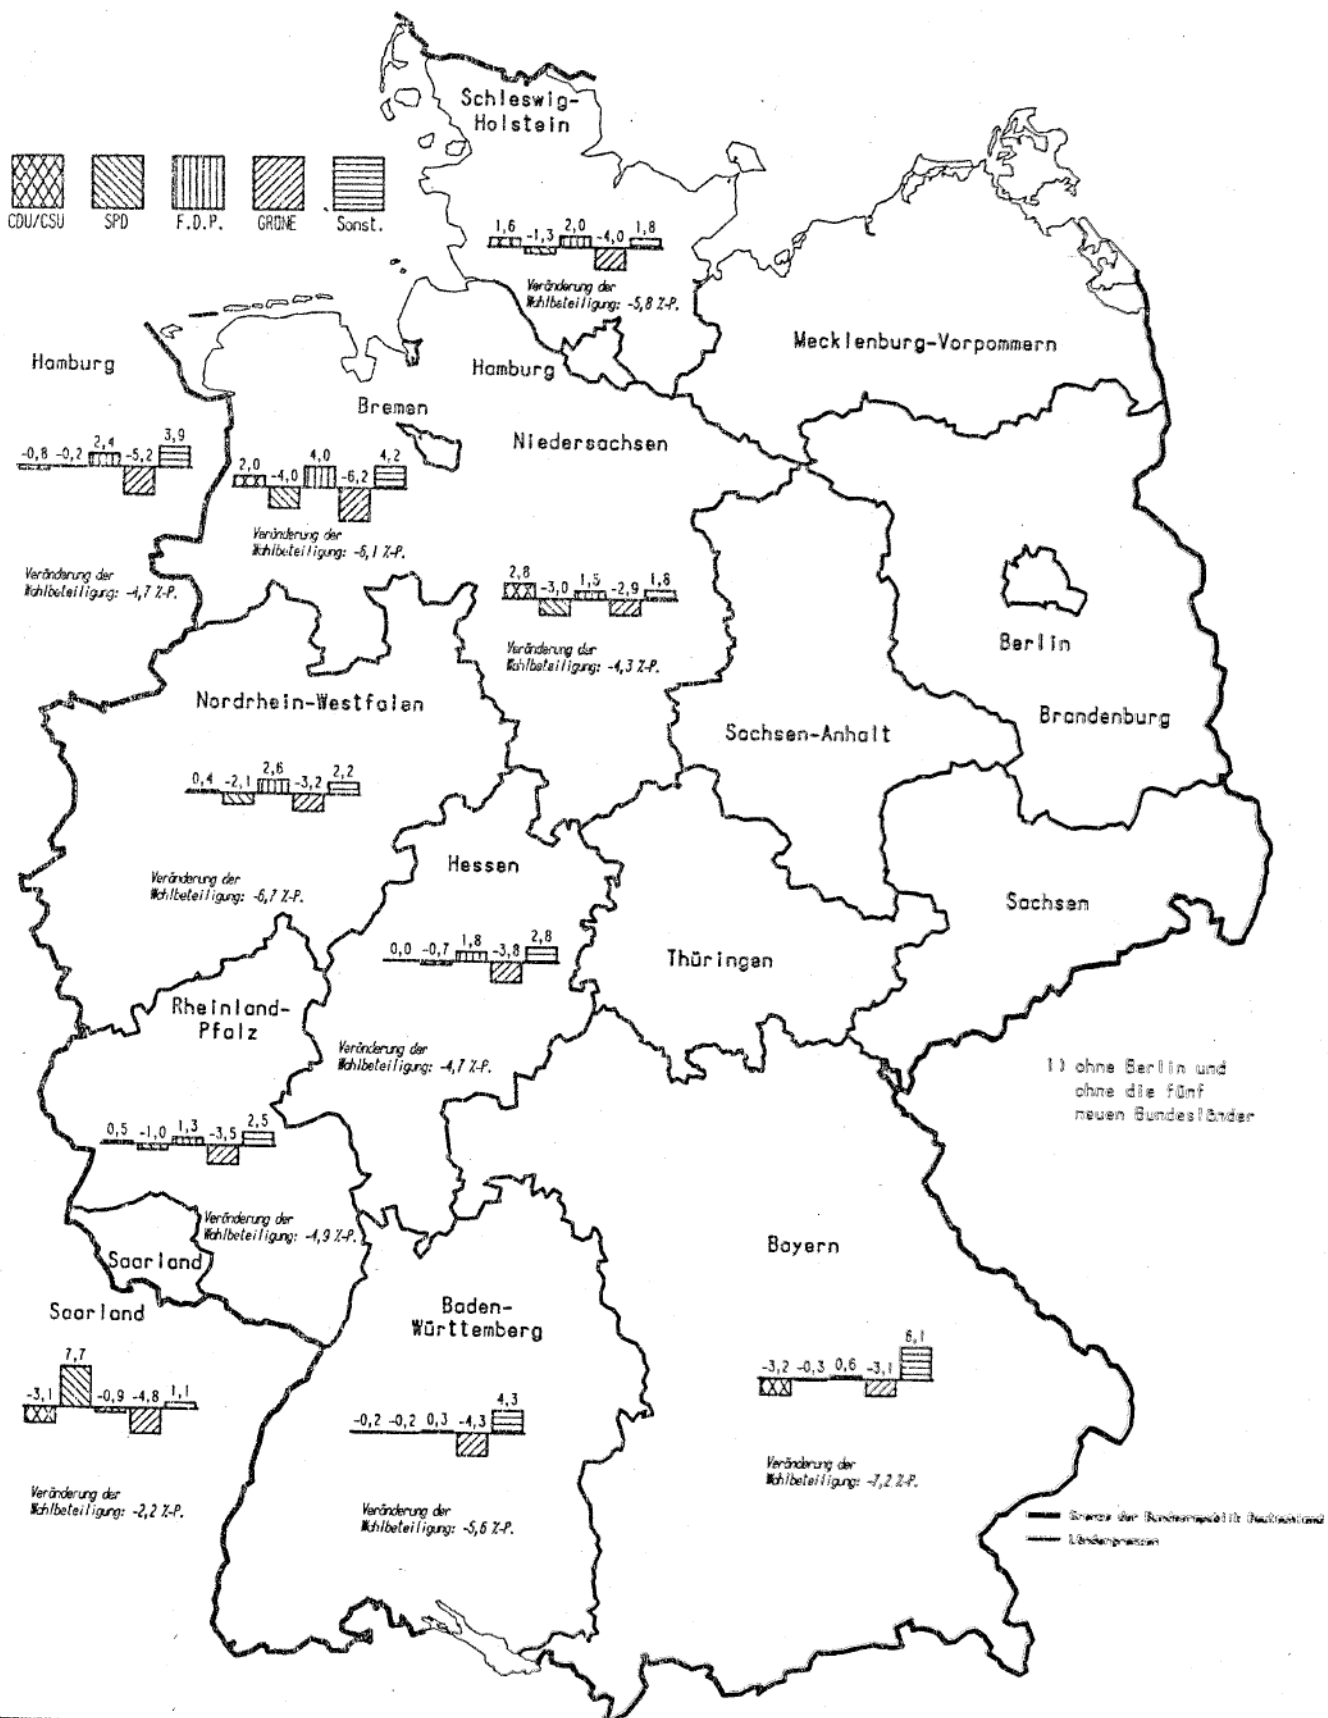 Schleswig-
Holstein
CDU/CSU SPD F.D.P. GRÜNE Sonst.
1,6 -1,3 2,0 -4,0 1,8
Veränderung der
Wahlbeteiligung: -5,8 %-P.
Mecklenburg-Vorpommern
Hamburg
Hamburg
Bremen
Niedersachsen
-0,8 -0,2 2,4 -5,2 3,9
2,0 -4,0 4,0 -6,2 4,2
Veränderung der
Wahlbeteiligung: -6,1 %-P.
Veränderung der
Wahlbeteiligung: -4,7 %-P.
2,8 -3,0 1,5 -2,9 1,8
Veränderung der
Wahlbeteiligung: -4,3 %-P.
Berlin
Nordrhein-Westfalen
Brandenburg
Sachsen-Anhalt
0,4 -2,1 2,6 -3,2 2,2
Veränderung der
Wahlbeteiligung: -6,7 %-P.
Hessen
Sachsen
0,0 -0,7 1,8 -3,8 2,8
Thüringen
Rheinland-
Pfalz
Veränderung der
Wahlbeteiligung: -4,7 %-P.
1) ohne Berlin und
ohne die fünf
neuen Bundesländer
0,5 -1,0 1,3 -3,5 2,5
Veränderung der
Wahlbeteiligung: -4,9 %-P.
Saarland
Bayern
Saarland
Baden-
Württemberg
-3,1 7,7 -0,9 -4,8 1,1
-3,2 -0,3 0,6 -3,1 6,1
-0,2 -0,2 0,3 -4,3 4,3
Veränderung der
Wahlbeteiligung: -7,2 %-P.
Veränderung der
Wahlbeteiligung: -2,2 %-P.
Veränderung der
Wahlbeteiligung: -5,6 %-P.
Grenze der Bundesrepublik Deutschland
Ländergrenzen